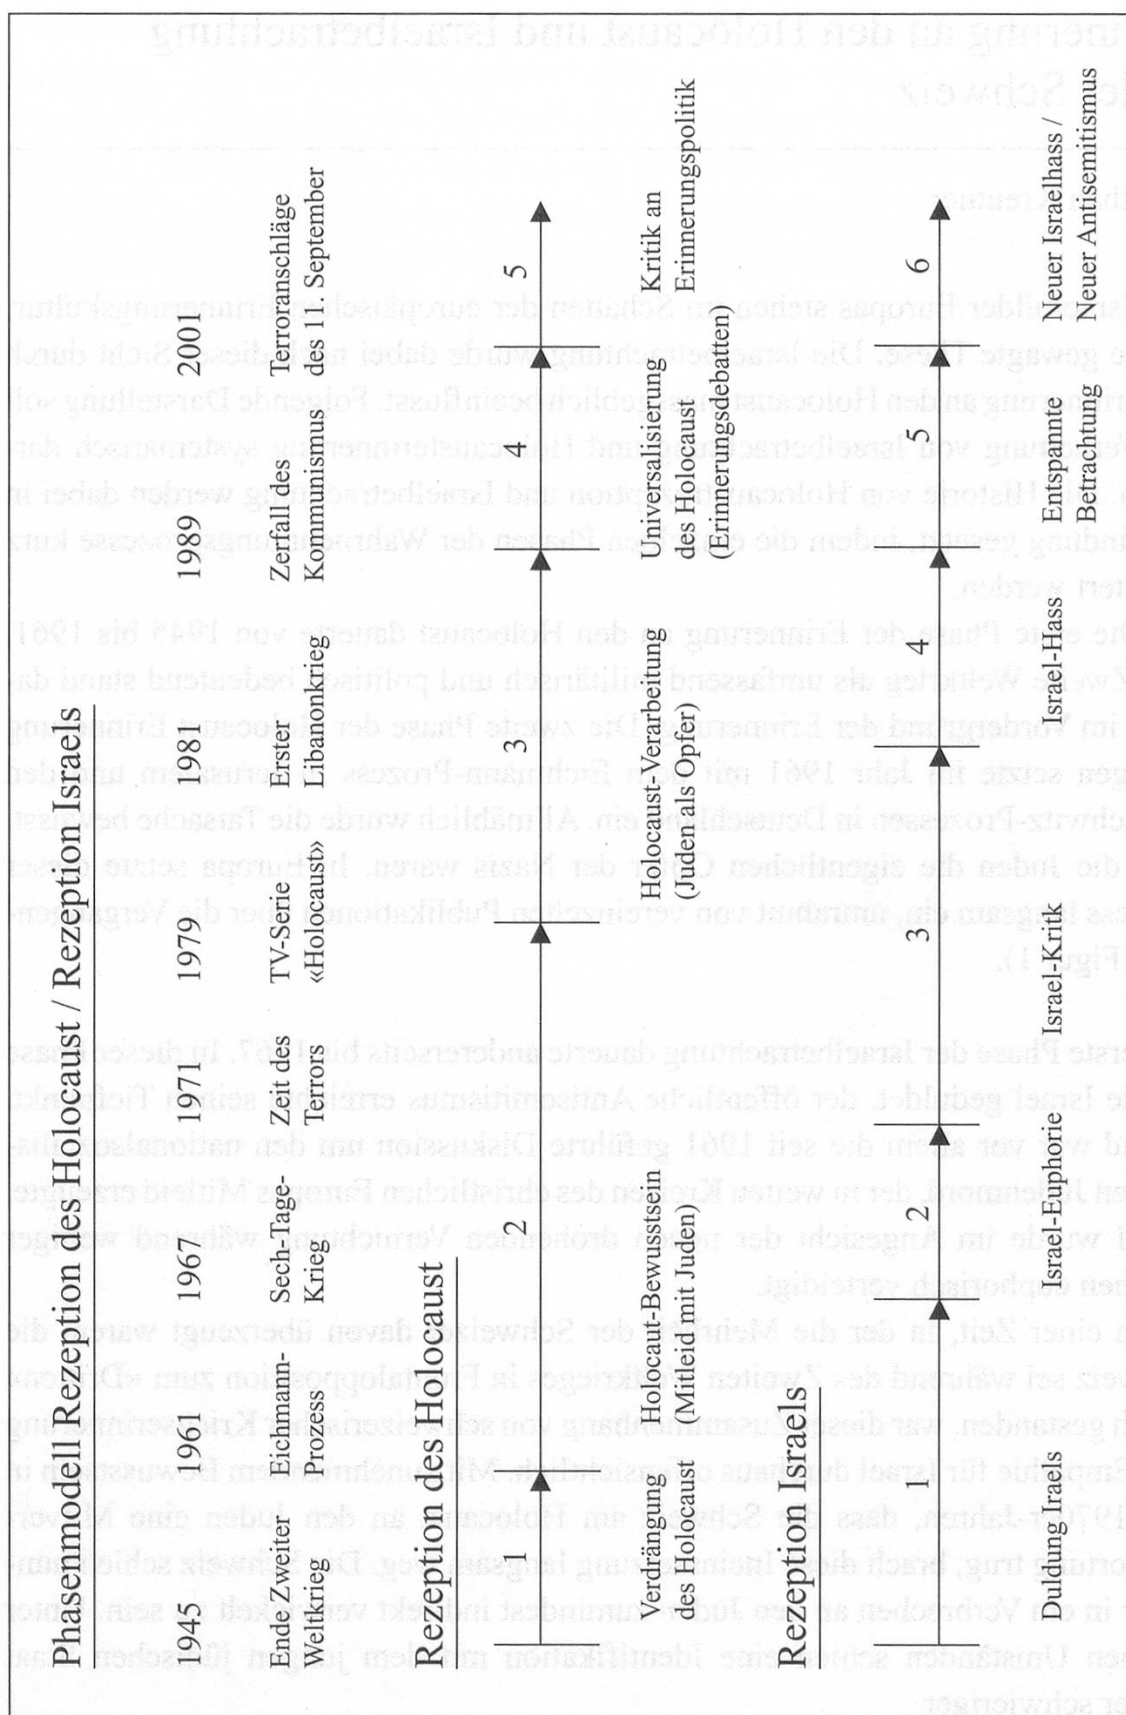 Phasenmodell Rezeption des Holocaust / Rezeption Israels
1945 1961 1967 1971 1979 1981 1989 2001
Ende Zweiter Eichmann- Sechs-Tage- Zeit des TV-Serie Erster Zerfall des Terroranschläge
Weltkrieg Prozess Krieg Terrors «Holocaust» Libanonkrieg Kommunismus des 11. September
Rezeption des Holocaust
1 2 3 4 5
Verdrängung Holocaut-Bewusstsein Holocaust-Verarbeitung Universalisierung Kritik an
des Holocaust (Mitleid mit Juden) (Juden als Opfer) des Holocaust Erinnerungspolitik
(Erinnerungsdebatten)
Rezeption Israels
1 2 3 4 5 6
Duldung Israels Israel-Euphorie Israel-Kritik Israel-Hass Entspannte Neuer Israelhass /
Betrachtung Neuer Antisemitismus